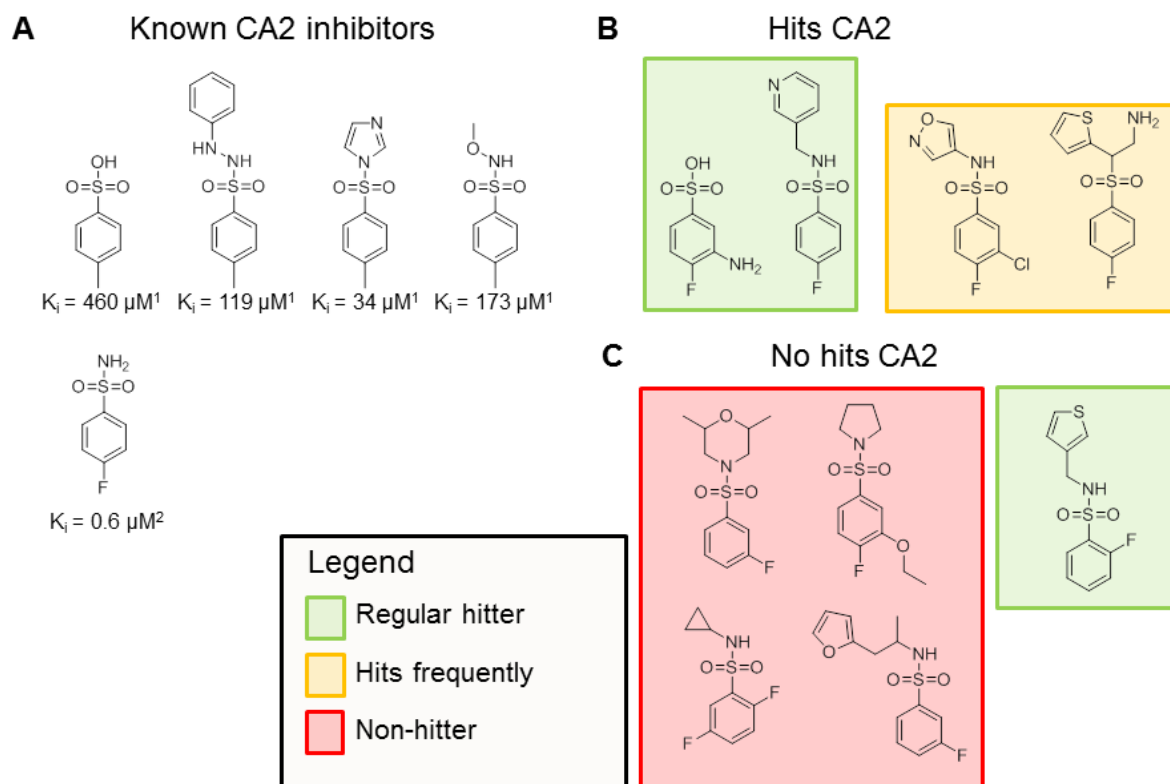 A Known CA2 inhibitors
OH
O=S=O
Kᵢ = 460 µM¹
HN
NH
O=S=O
Kᵢ = 119 µM¹
N
N
O=S=O
Kᵢ = 34 µM¹
O
NH
O=S=O
Kᵢ = 173 µM¹
NH₂
O=S=O
F
Kᵢ = 0.6 µM²
B Hits CA2
OH
O=S=O
NH₂
F
N
NH
O=S=O
F
O
N
NH
O=S=O
Cl
F
S
NH₂
O=S=O
F
C No hits CA2
O
N
O=S=O
F
N
O=S=O
O
F
NH
O=S=O
F
F
O
NH
O=S=O
F
S
NH
O=S=O
F
Legend
Regular hitter
Hits frequently
Non-hitter